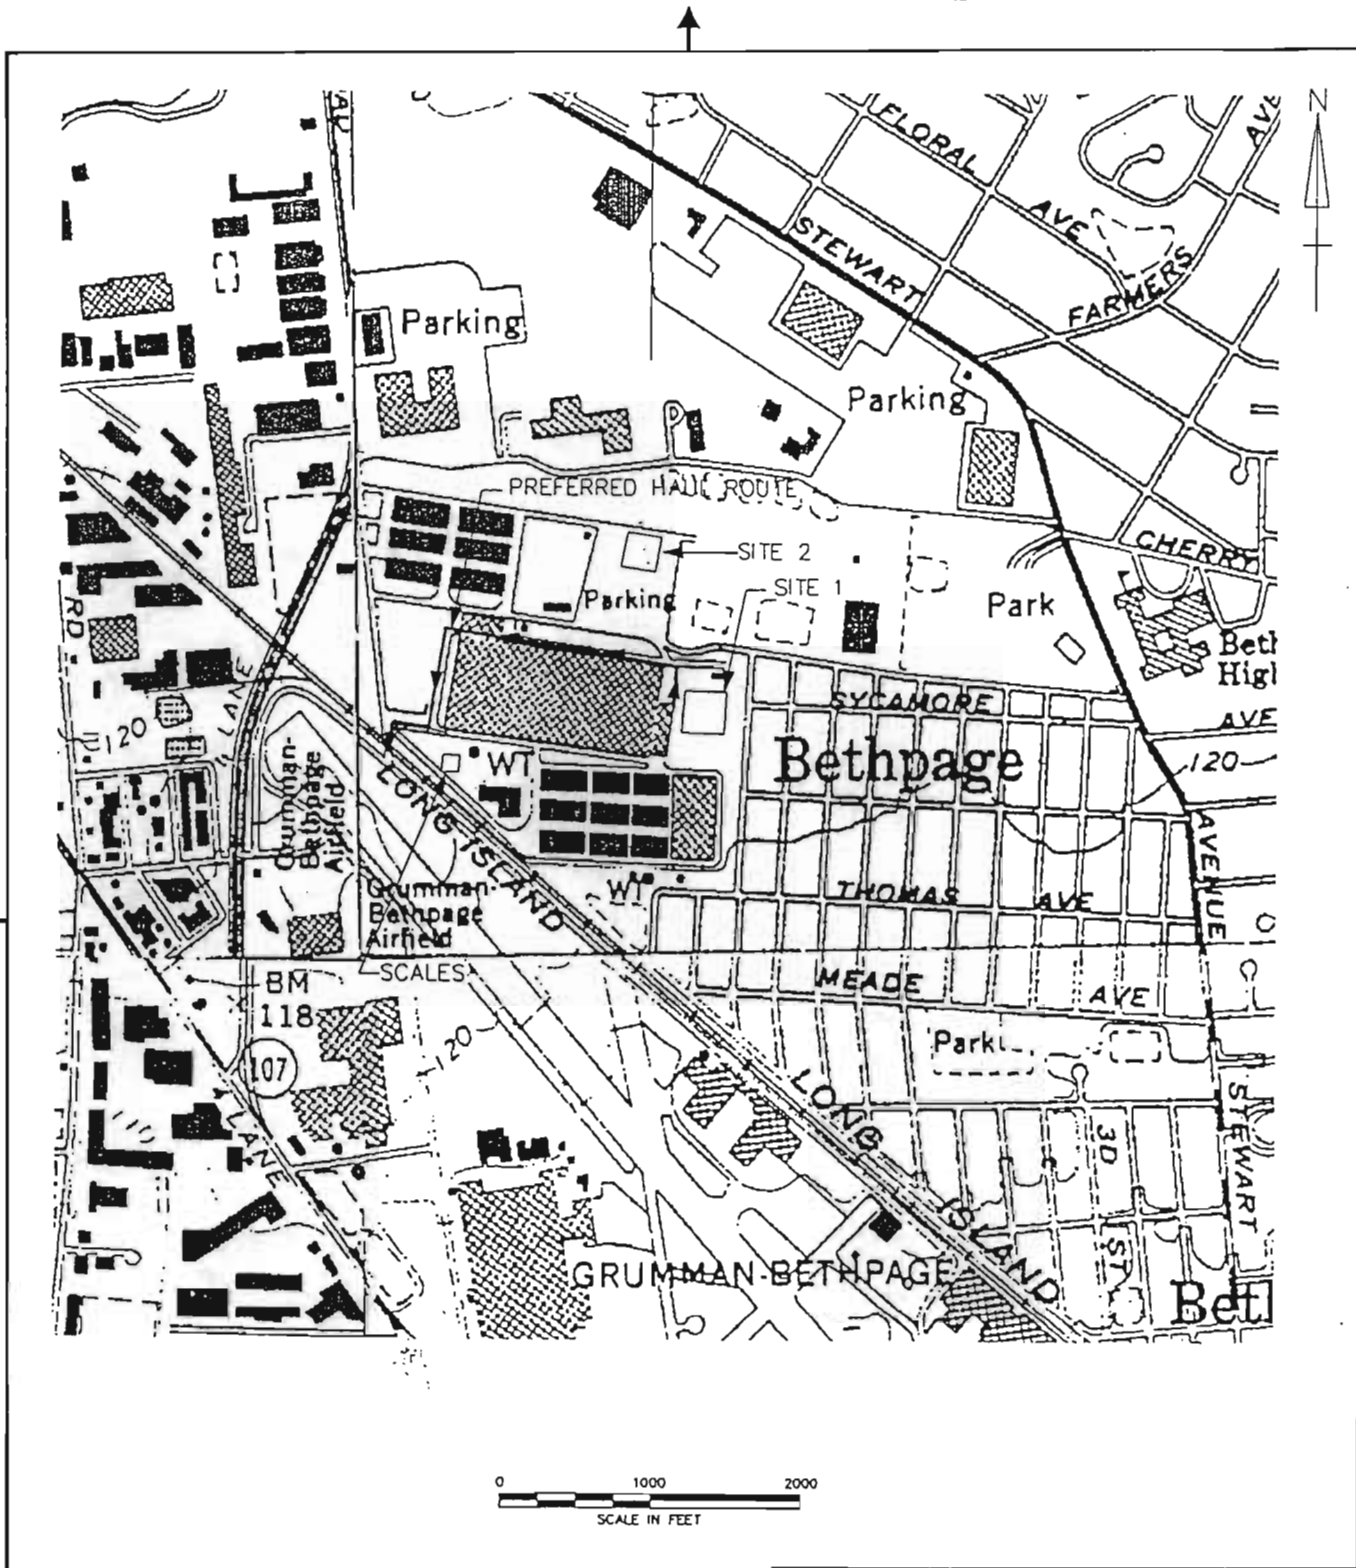 N
FLORAL
AVE
AVE
STEWART
FARMERS
Parking
Parking
PREFERRED HAUL ROUTE
SITE 2
SITE 1
CHERRY
Parking
Park
Beth
High
RD
SYCAMORE
AVE
120
Bethpage
120
WT
Grumman-
Bethpage
Airfield
LONG ISLAND
AVENUE
WT
THOMAS AVE
Grumman-
Bethpage
Airfield
SCALES
BM
118
MEADE AVE
120
Park
107
LONG ISLAND
110
3D ST
STEWART
GRUMMAN-BETHPAGE
Bet
0 1000 2000
SCALE IN FEET